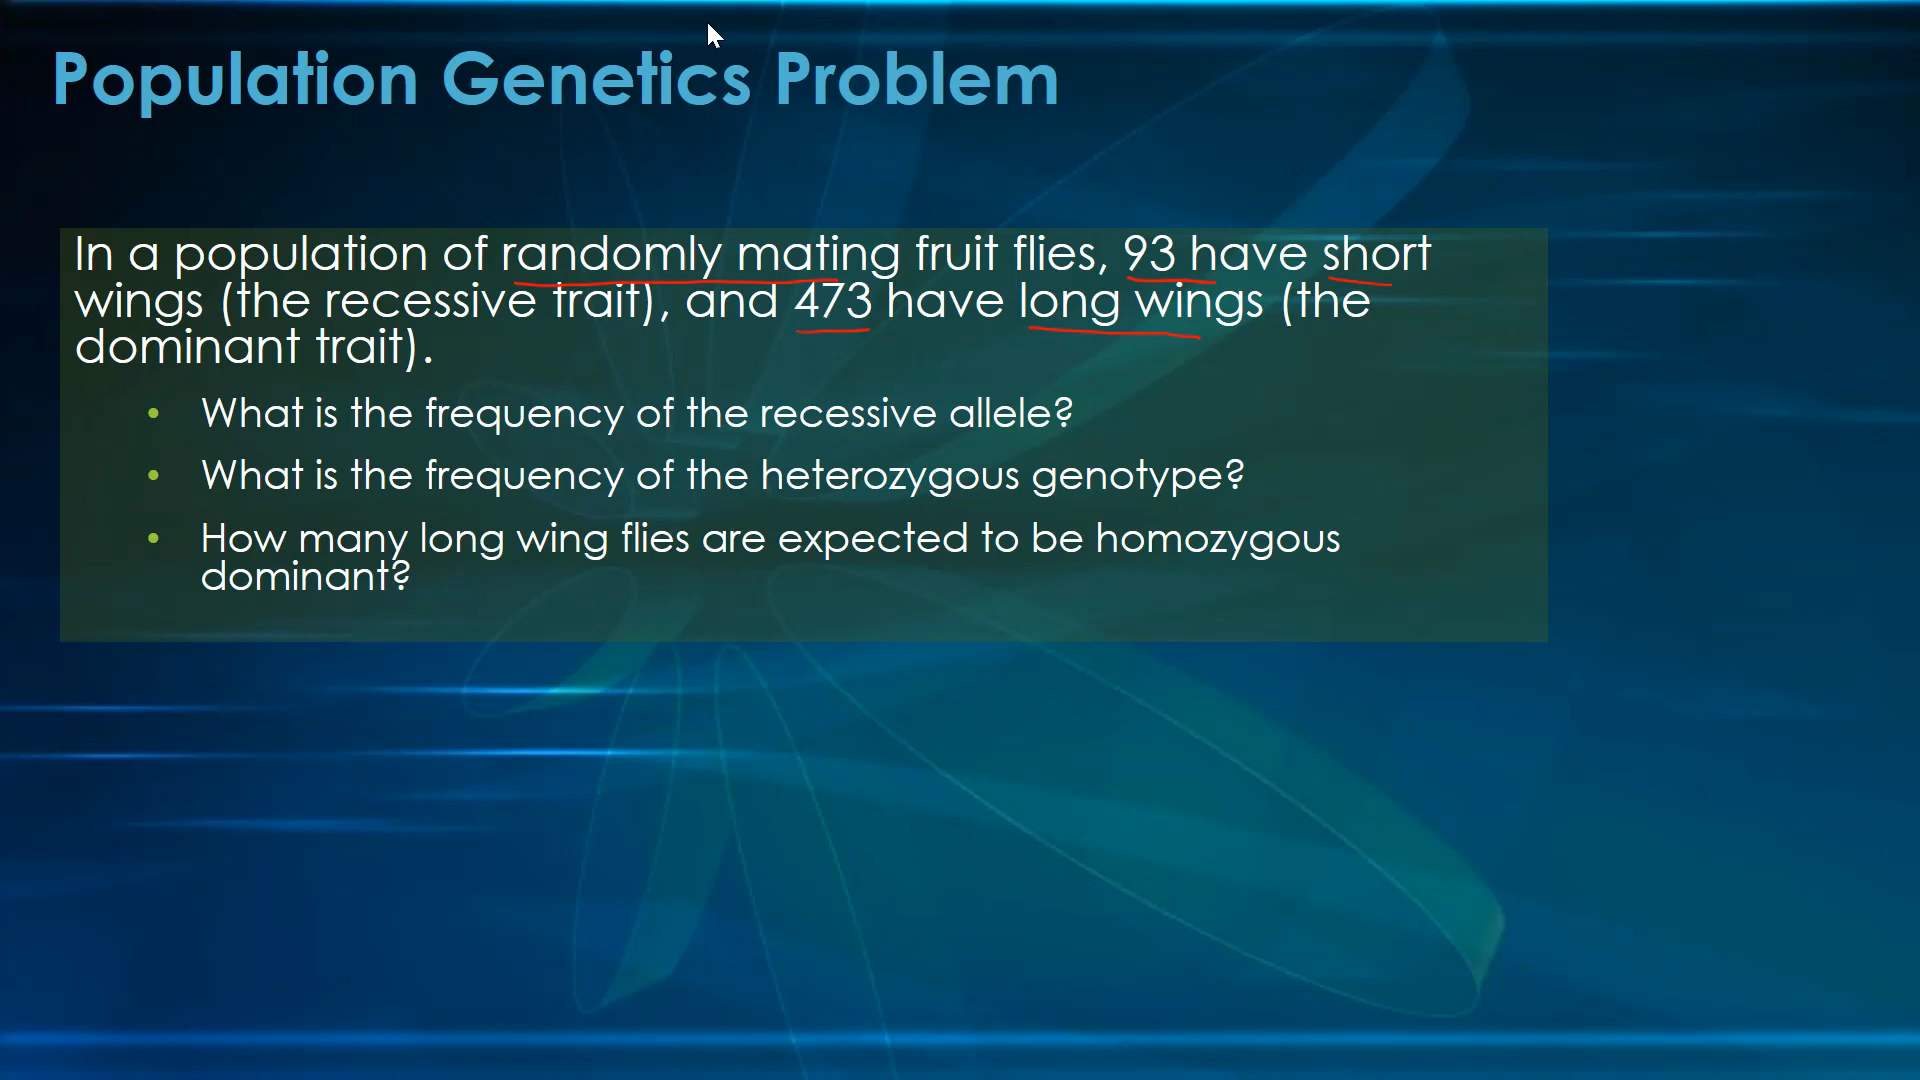 Population Genetics Problem
In a population of randomly mating fruit flies, 93 have short
wings (the recessive trait), and 473 have long wings (the
dominant trait).
• What is the frequency of the recessive allele?
• What is the frequency of the heterozygous genotype?
• How many long wing flies are expected to be homozygous
dominant?